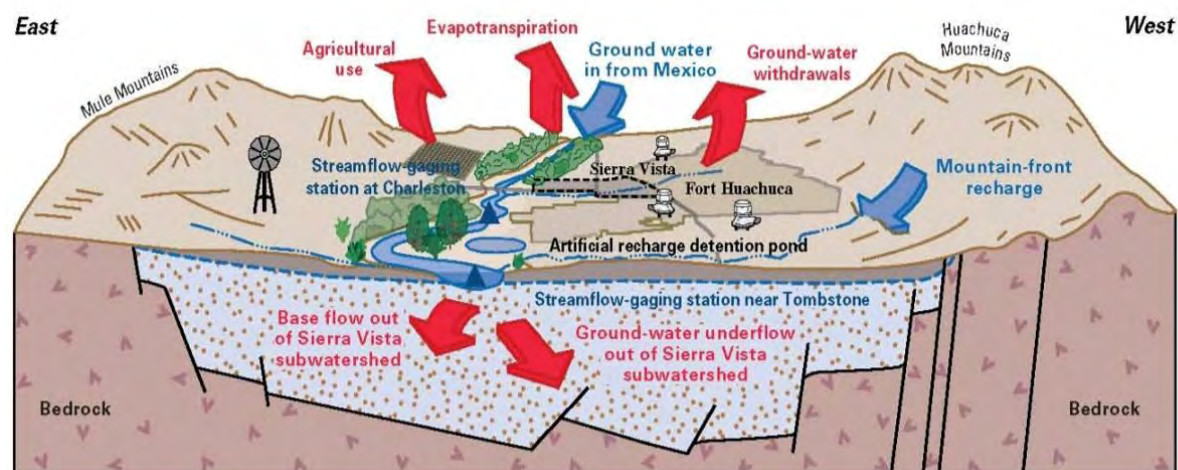 East
West
Evapotranspiration
Agricultural
use
Ground water
in from Mexico
Ground-water
withdrawals
Huachuca
Mountains
Mule Mountains
Streamflow-gaging
station at Charleston
Sierra Vista
Fort Huachuca
Mountain-front
recharge
Artificial recharge detention pond
Streamflow-gaging station near Tombstone
Base flow out
of Sierra Vista
subwatershed
Ground-water underflow
out of Sierra Vista
subwatershed
Bedrock
Bedrock